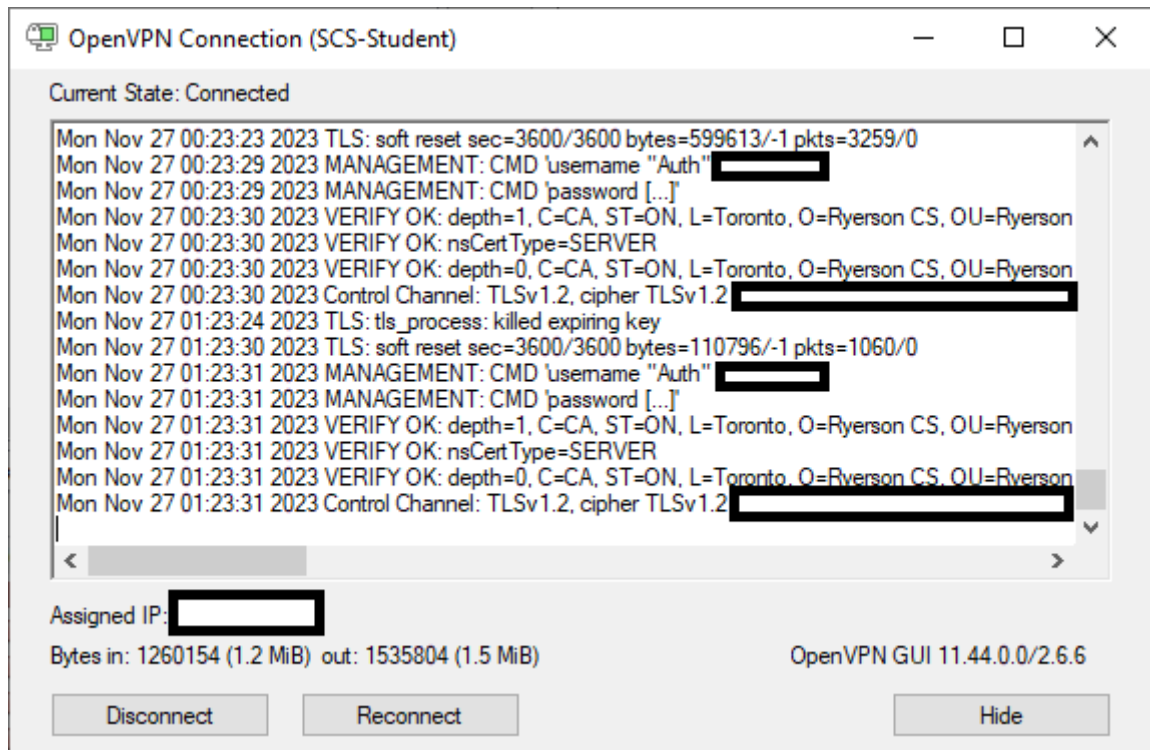 OpenVPN Connection (SCS-Student)
Current State: Connected
Mon Nov 27 00:23:23 2023 TLS: soft reset sec=3600/3600 bytes=599613/-1 pkts=3259/0
Mon Nov 27 00:23:29 2023 MANAGEMENT: CMD 'username "Auth"
Mon Nov 27 00:23:29 2023 MANAGEMENT: CMD 'password [...]'
Mon Nov 27 00:23:30 2023 VERIFY OK: depth=1, C=CA, ST=ON, L=Toronto, O=Ryerson CS, OU=Ryerson
Mon Nov 27 00:23:30 2023 VERIFY OK: nsCertType=SERVER
Mon Nov 27 00:23:30 2023 VERIFY OK: depth=0, C=CA, ST=ON, L=Toronto, O=Ryerson CS, OU=Ryerson
Mon Nov 27 00:23:30 2023 Control Channel: TLSv1.2, cipher TLSv1.2
Mon Nov 27 01:23:24 2023 TLS: tls_process: killed expiring key
Mon Nov 27 01:23:30 2023 TLS: soft reset sec=3600/3600 bytes=110796/-1 pkts=1060/0
Mon Nov 27 01:23:31 2023 MANAGEMENT: CMD 'username "Auth"
Mon Nov 27 01:23:31 2023 MANAGEMENT: CMD 'password [...]'
Mon Nov 27 01:23:31 2023 VERIFY OK: depth=1, C=CA, ST=ON, L=Toronto, O=Ryerson CS, OU=Ryerson
Mon Nov 27 01:23:31 2023 VERIFY OK: nsCertType=SERVER
Mon Nov 27 01:23:31 2023 VERIFY OK: depth=0, C=CA, ST=ON, L=Toronto, O=Ryerson CS, OU=Ryerson
Mon Nov 27 01:23:31 2023 Control Channel: TLSv1.2, cipher TLSv1.2
Assigned IP:
Bytes in: 1260154 (1.2 MiB) out: 1535804 (1.5 MiB)
OpenVPN GUI 11.44.0.0/2.6.6
Disconnect
Reconnect
Hide